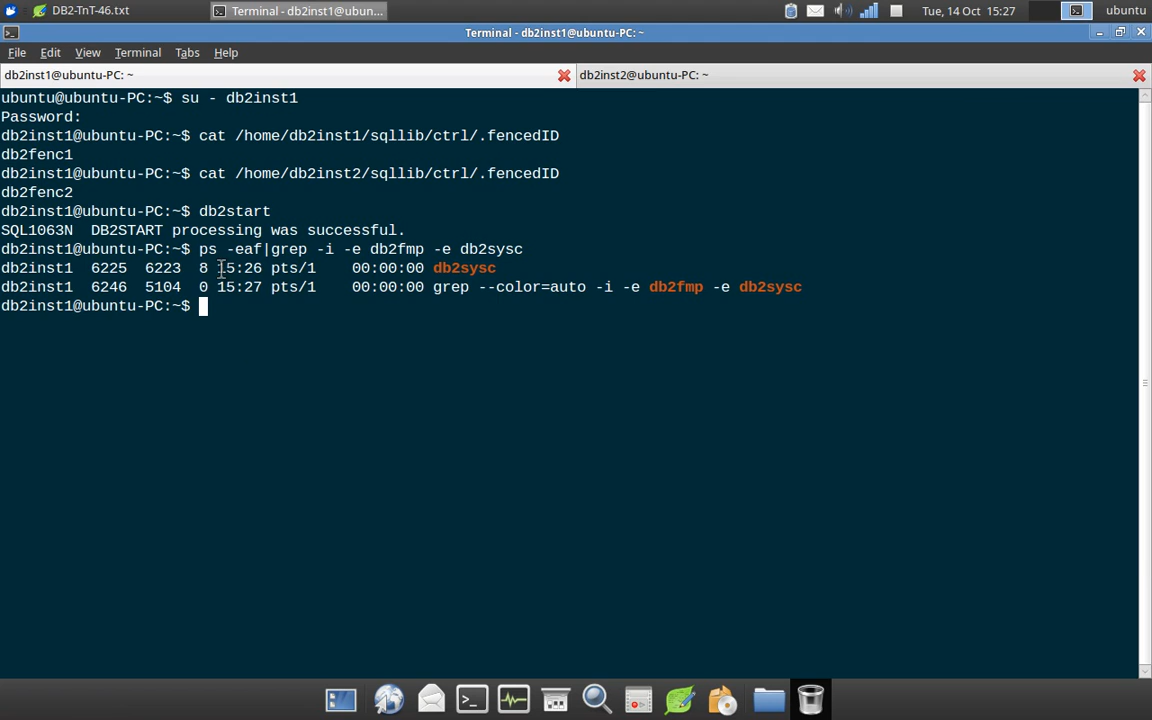 DB2-TnT-46.txt
Terminal - db2inst1@ubun...
Tue, 14 Oct 15:27
ubuntu
Terminal - db2inst1@ubuntu-PC: ~
File Edit View Terminal Tabs Help
db2inst1@ubuntu-PC: ~
db2inst2@ubuntu-PC: ~
ubuntu@ubuntu-PC:~$ su - db2inst1
Password:
db2inst1@ubuntu-PC:~$ cat /home/db2inst1/sqllib/ctrl/.fencedID
db2fenc1
db2inst1@ubuntu-PC:~$ cat /home/db2inst2/sqllib/ctrl/.fencedID
db2fenc2
db2inst1@ubuntu-PC:~$ db2start
SQL1063N  DB2START processing was successful.
db2inst1@ubuntu-PC:~$ ps -eaf|grep -i -e db2fmp -e db2sysc
db2inst1  6225  6223  8 15:26 pts/1    00:00:00 db2sysc
db2inst1  6246  5104  0 15:27 pts/1    00:00:00 grep --color=auto -i -e db2fmp -e db2sysc
db2inst1@ubuntu-PC:~$